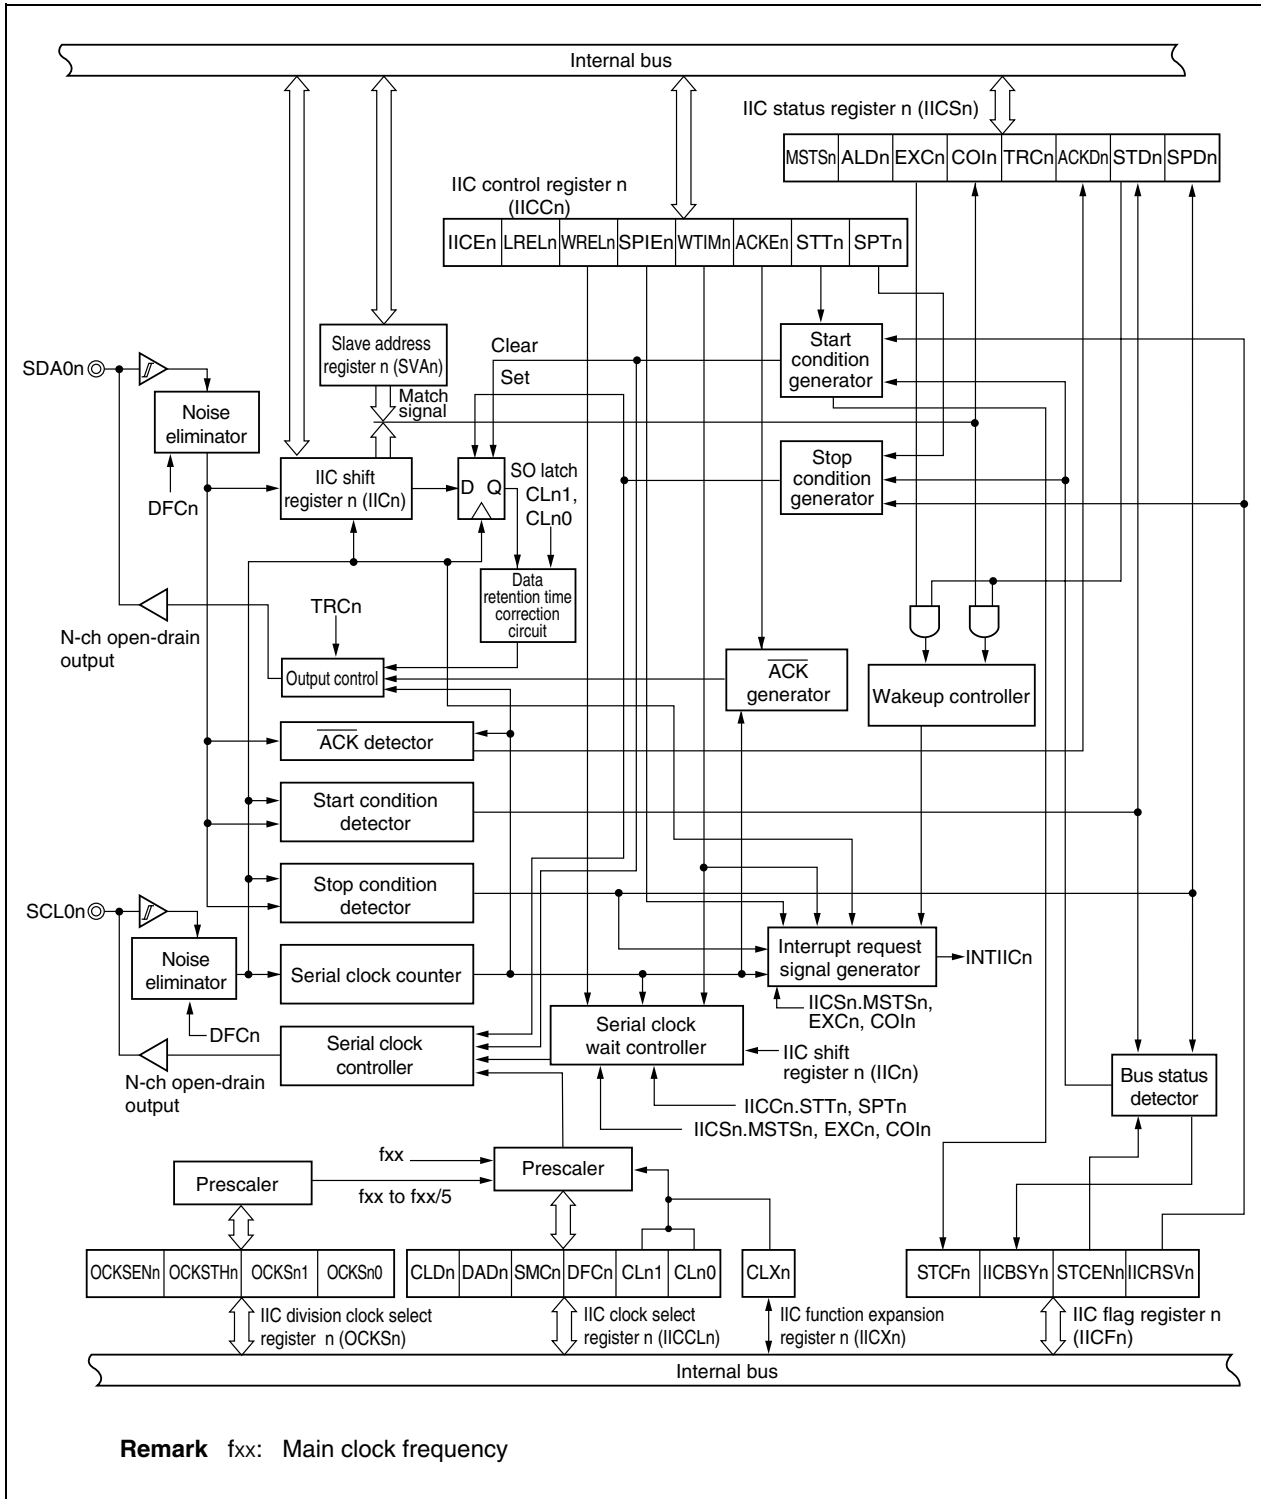 Internal bus
IIC status register n (IICSn)
MSTSn ALDn EXCn COIn TRCn ACKDn STDn SPDn
IIC control register n
(IICCn)
IICEn LRELn WRELn SPIEn WTIMn ACKEn STTn SPTn
Slave address
register n (SVAn)
Clear
Set
Start
condition
generator
SDA0n
Noise
eliminator
DFCn
Match
signal
IIC shift
register n (IICn)
D Q
SO latch
CLn1,
CLn0
Stop
condition
generator
Data
retention time
correction
circuit
TRCn
N-ch open-drain
output
Output control
ACK
generator
Wakeup controller
ACK detector
Start condition
detector
Stop condition
detector
SCL0n
Noise
eliminator
DFCn
Serial clock counter
Interrupt request
signal generator
INTIICn
IICSn.MSTSn,
EXCn, COIn
Serial clock
controller
Serial clock
wait controller
IIC shift
register n (IICn)
N-ch open-drain
output
IICCn.STTn, SPTn
IICSn.MSTSn, EXCn, COIn
Bus status
detector
Prescaler
fxx
fxx to fxx/5
Prescaler
OCKSENn OCKSTHn OCKSn1 OCKSn0
CLDn DADn SMCn DFCn CLn1 CLn0
CLXn
STCFn IICBSYn STCENn IICRSVn
IIC division clock select
register n (OCKSn)
IIC clock select
register n (IICCLn)
IIC function expansion
register n (IICXn)
IIC flag register n
(IICFn)
Internal bus
Remark fxx: Main clock frequency